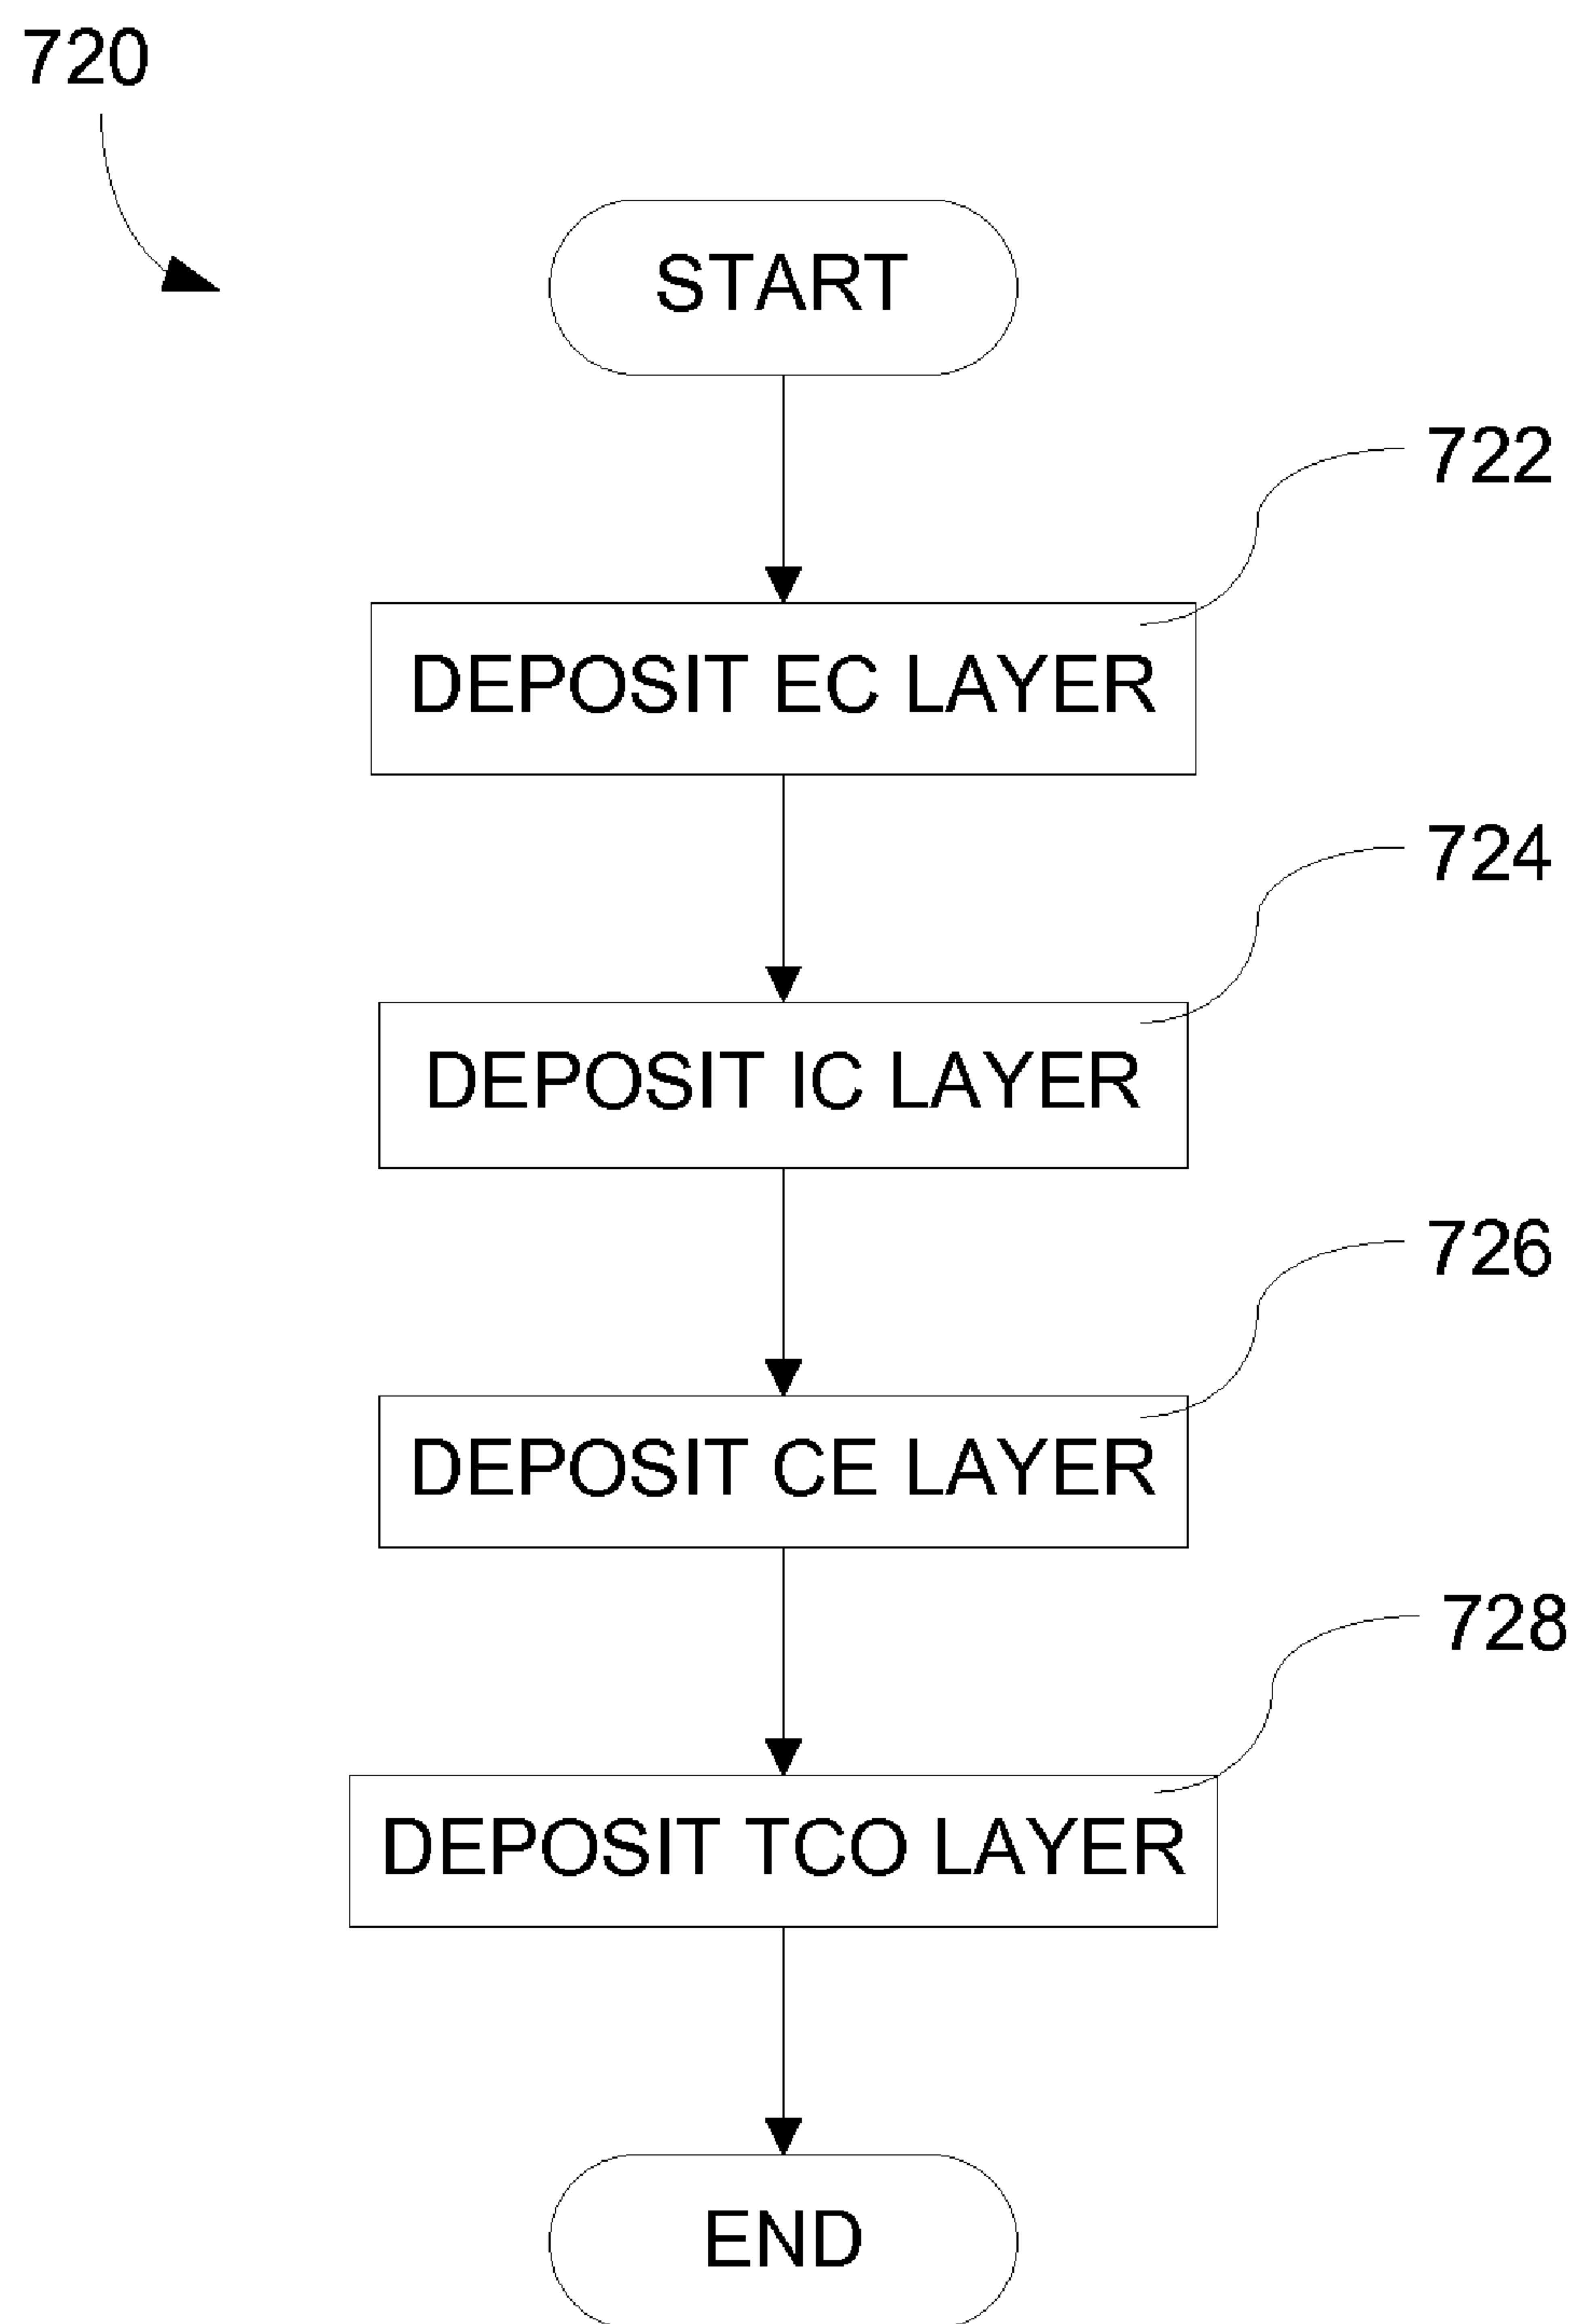 720
START
722
DEPOSIT EC LAYER
724
DEPOSIT IC LAYER
726
DEPOSIT CE LAYER
728
DEPOSIT TCO LAYER
END